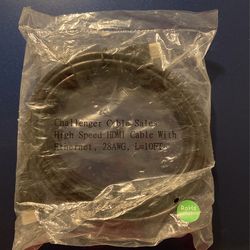 Challenger Cable Sales
High Speed HDMI Cable With
Ethernet, 28AWG, L=10FT
RoHS